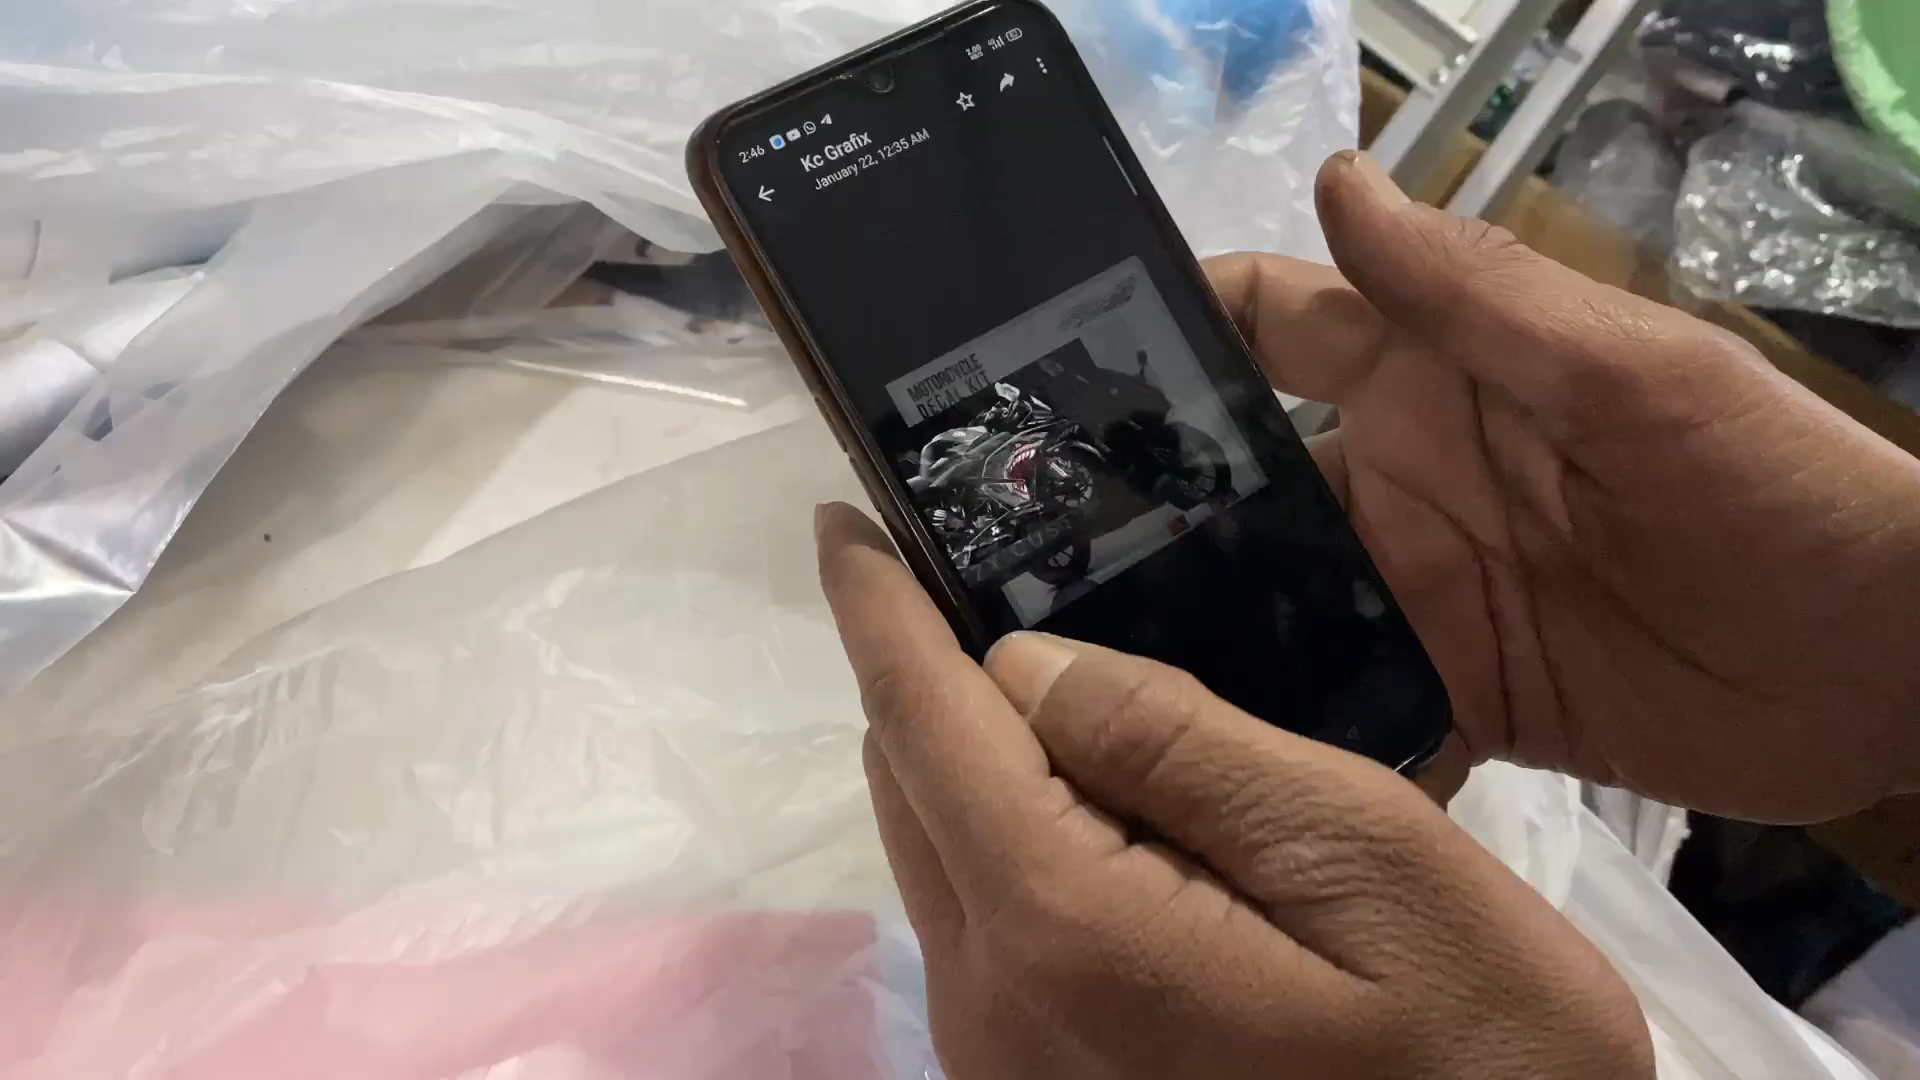 2:46
Kc Grafix
January 22, 12:35 AM
MOTORCYCLE
DECAL KIT